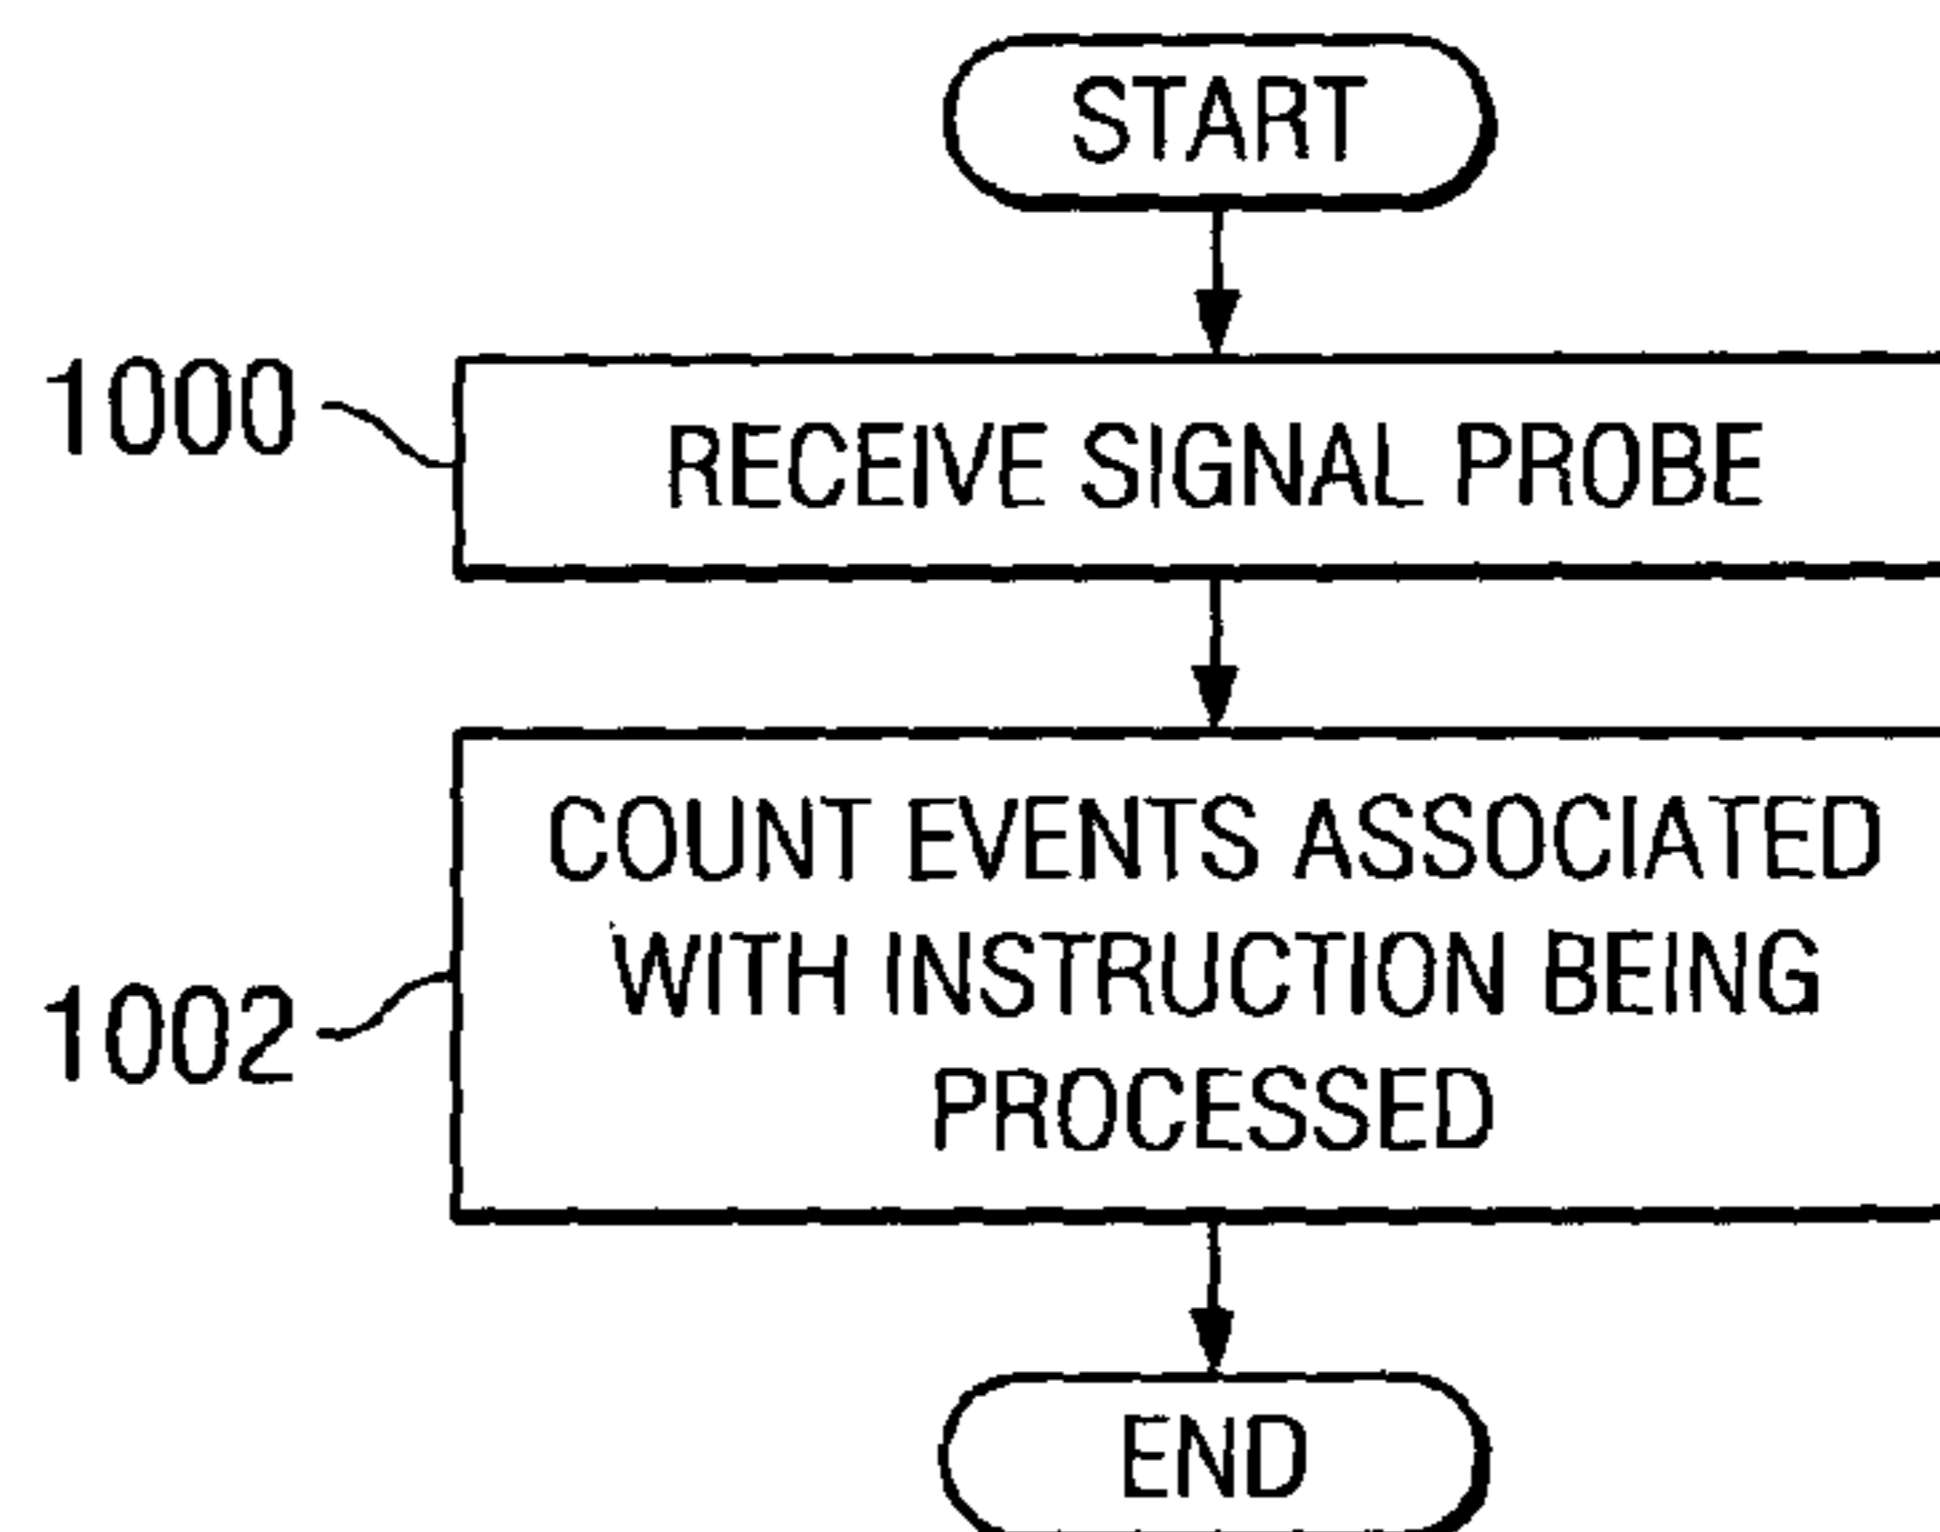 START
1000
RECEIVE SIGNAL PROBE
COUNT EVENTS ASSOCIATED
WITH INSTRUCTION BEING
1002
PROCESSED
END